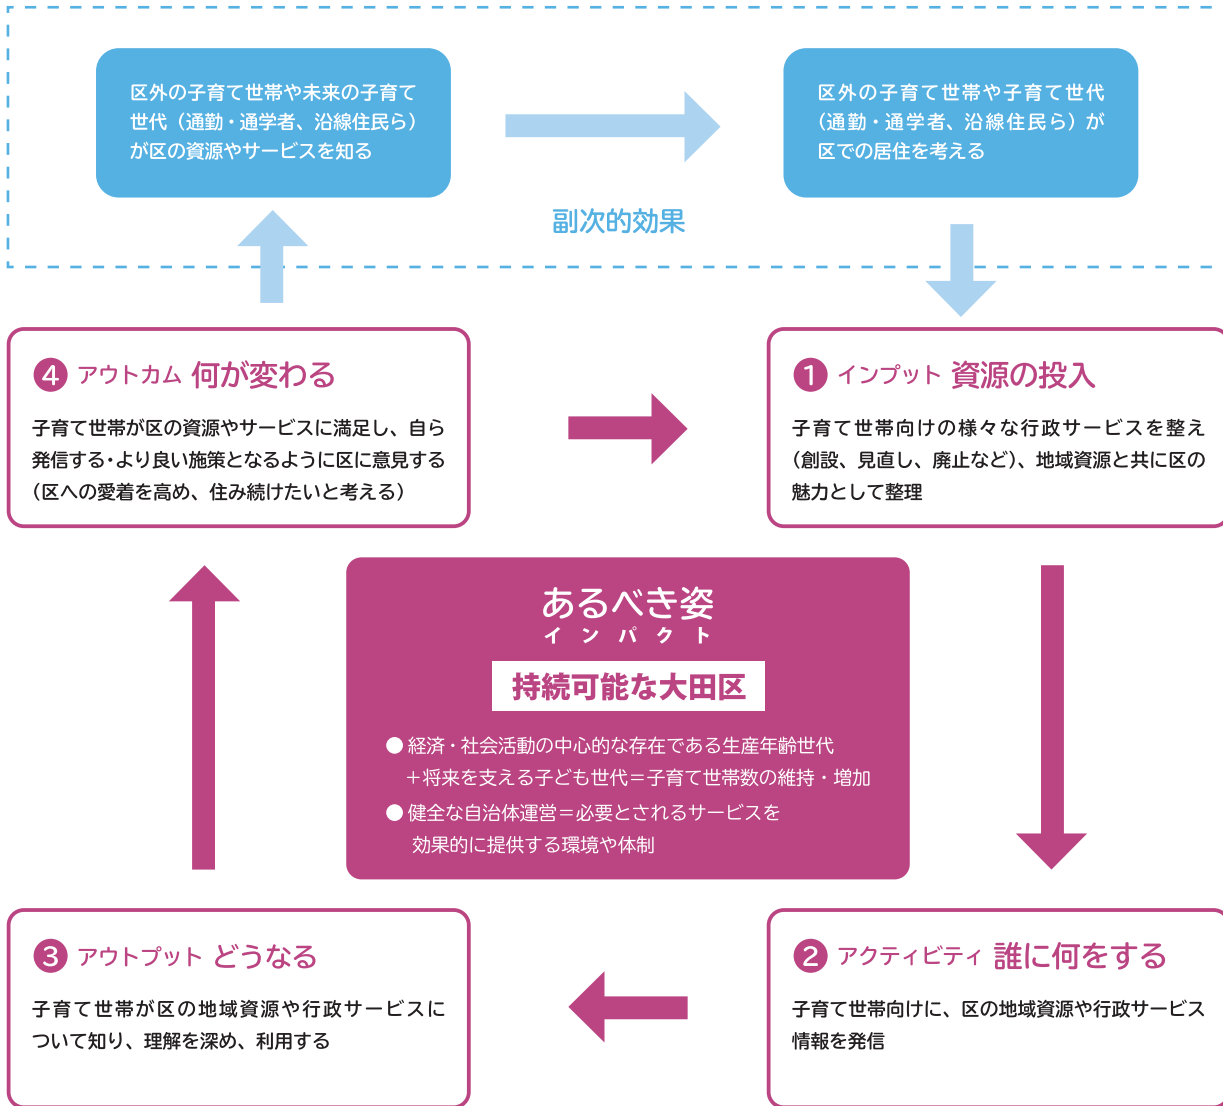 区外の子育て世帯や未来の子育て
世代（通勤・通学者、沿線住民ら）
が区の資源やサービスを知る
区外の子育て世帯や子育て世代
（通勤・通学者、沿線住民ら）が
区での居住を考える
副次的効果
4 アウトカム 何が変わる
子育て世帯が区の資源やサービスに満足し、自ら
発信する・より良い施策となるように区に意見する
（区への愛着を高め、住み続けたいと考える）
1 インプット 資源の投入
子育て世帯向けの様々な行政サービスを整え
（創設、見直し、廃止など）、地域資源と共に区の
魅力として整理
あるべき姿
インパクト
持続可能な大田区
●経済・社会活動の中心的な存在である生産年齢世代
＋将来を支える子ども世代＝子育て世帯数の維持・増加
●健全な自治体運営＝必要とされるサービスを
効果的に提供する環境や体制
3 アウトプット どうなる
子育て世帯が区の地域資源や行政サービスに
ついて知り、理解を深め、利用する
2 アクティビティ 誰に何をする
子育て世帯向けに、区の地域資源や行政サービス
情報を発信